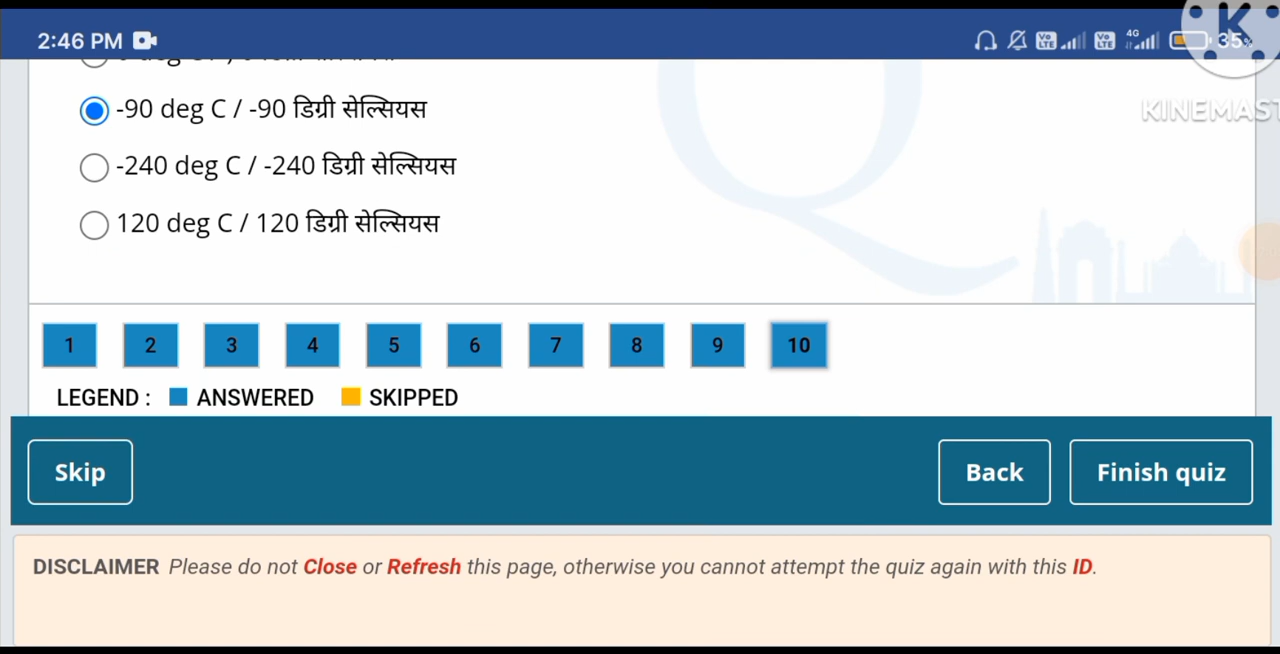 2:46 PM 4G 35%
KINEMAST
-90 deg C / -90 डिग्री सेल्सियस
-240 deg C / -240 डिग्री सेल्सियस
120 deg C / 120 डिग्री सेल्सियस
1 2 3 4 5 6 7 8 9 10
LEGEND : ANSWERED SKIPPED
Skip Back Finish quiz
DISCLAIMER Please do not Close or Refresh this page, otherwise you cannot attempt the quiz again with this ID.